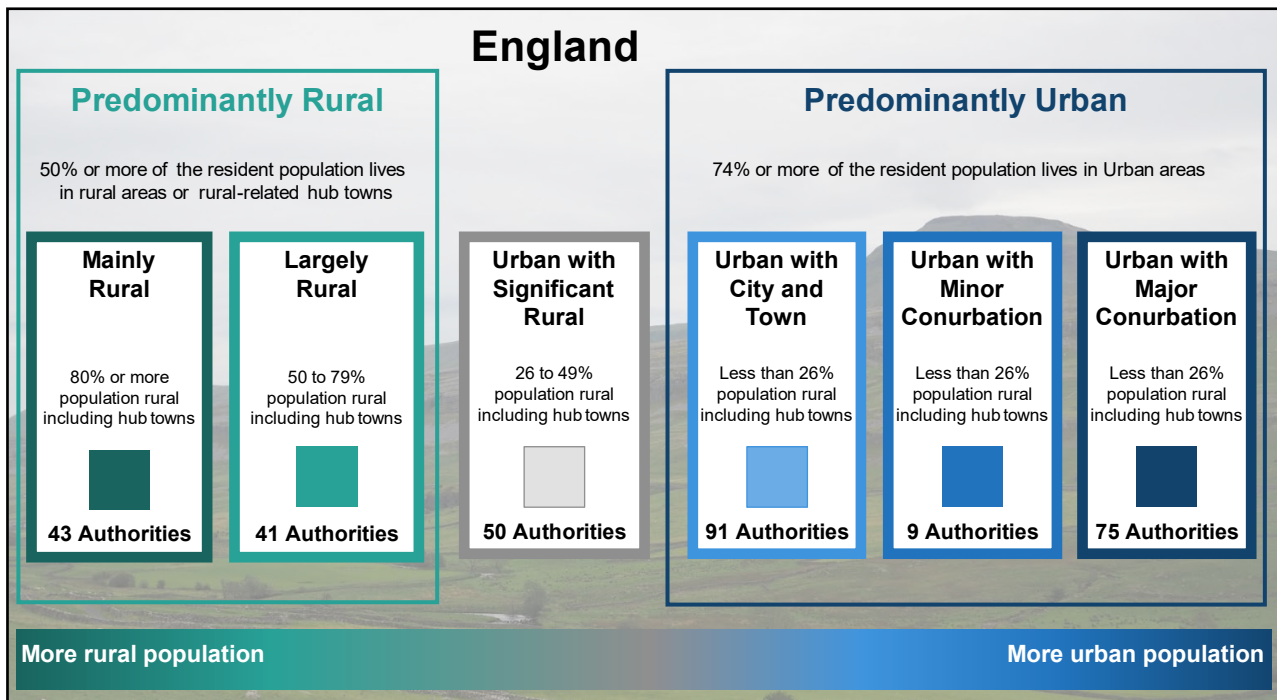 England
Predominantly Rural
50% or more of the resident population lives
in rural areas or rural-related hub towns
Mainly
Rural
80% or more
population rural
including hub towns
43 Authorities
Largely
Rural
50 to 79%
population rural
including hub towns
41 Authorities
Urban with
Significant
Rural
26 to 49%
population rural
including hub towns
50 Authorities
Predominantly Urban
74% or more of the resident population lives in Urban areas
Urban with
City and
Town
Less than 26%
population rural
including hub towns
91 Authorities
Urban with
Minor
Conurbation
Less than 26%
population rural
including hub towns
9 Authorities
Urban with
Major
Conurbation
Less than 26%
population rural
including hub towns
75 Authorities
More rural population
More urban population